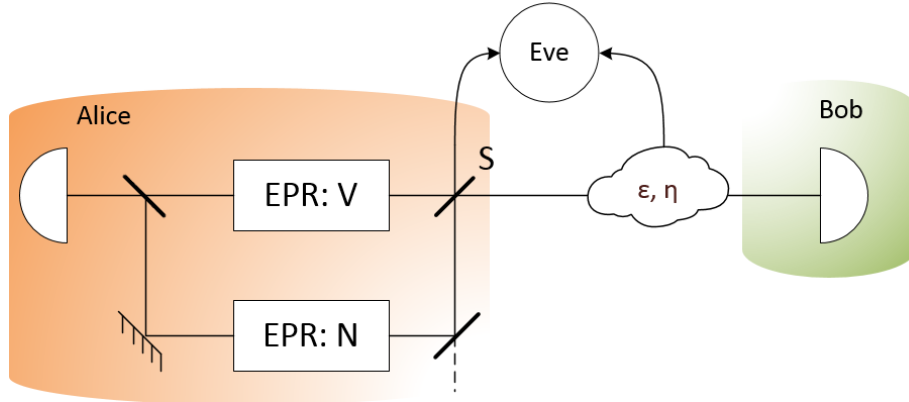 Eve
Alice
Bob
S
EPR: V
ε, η
EPR: N